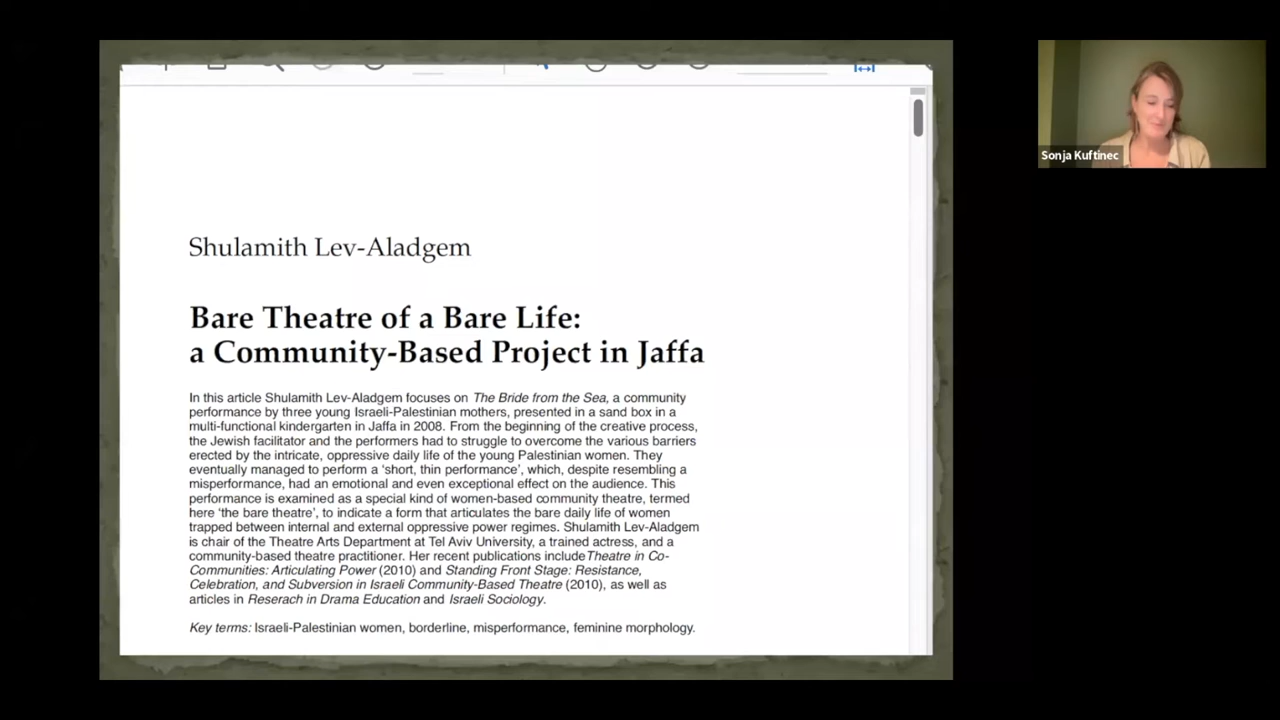 Shulamith Lev-Aladgem
Bare Theatre of a Bare Life:
a Community-Based Project in Jaffa
In this article Shulamith Lev-Aladgem focuses on The Bride from the Sea, a community
performance by three young Israeli-Palestinian mothers, presented in a sand box in a
multi-functional kindergarten in Jaffa in 2008. From the beginning of the creative process,
the Jewish facilitator and the performers had to struggle to overcome the various barriers
erected by the intricate, oppressive daily life of the young Palestinian women. They
eventually managed to perform a ‘short, thin performance’, which, despite resembling a
misperformance, had an emotional and even exceptional effect on the audience. This
performance is examined as a special kind of women-based community theatre, termed
here ‘the bare theatre’, to indicate a form that articulates the bare daily life of women
trapped between internal and external oppressive power regimes. Shulamith Lev-Aladgem
is chair of the Theatre Arts Department at Tel Aviv University, a trained actress, and a
community-based theatre practitioner. Her recent publications include Theatre in Co-
Communities: Articulating Power (2010) and Standing Front Stage: Resistance,
Celebration, and Subversion in Israeli Community-Based Theatre (2010), as well as
articles in Reserach in Drama Education and Israeli Sociology.
Key terms: Israeli-Palestinian women, borderline, misperformance, feminine morphology.
Sonja Kuftinec